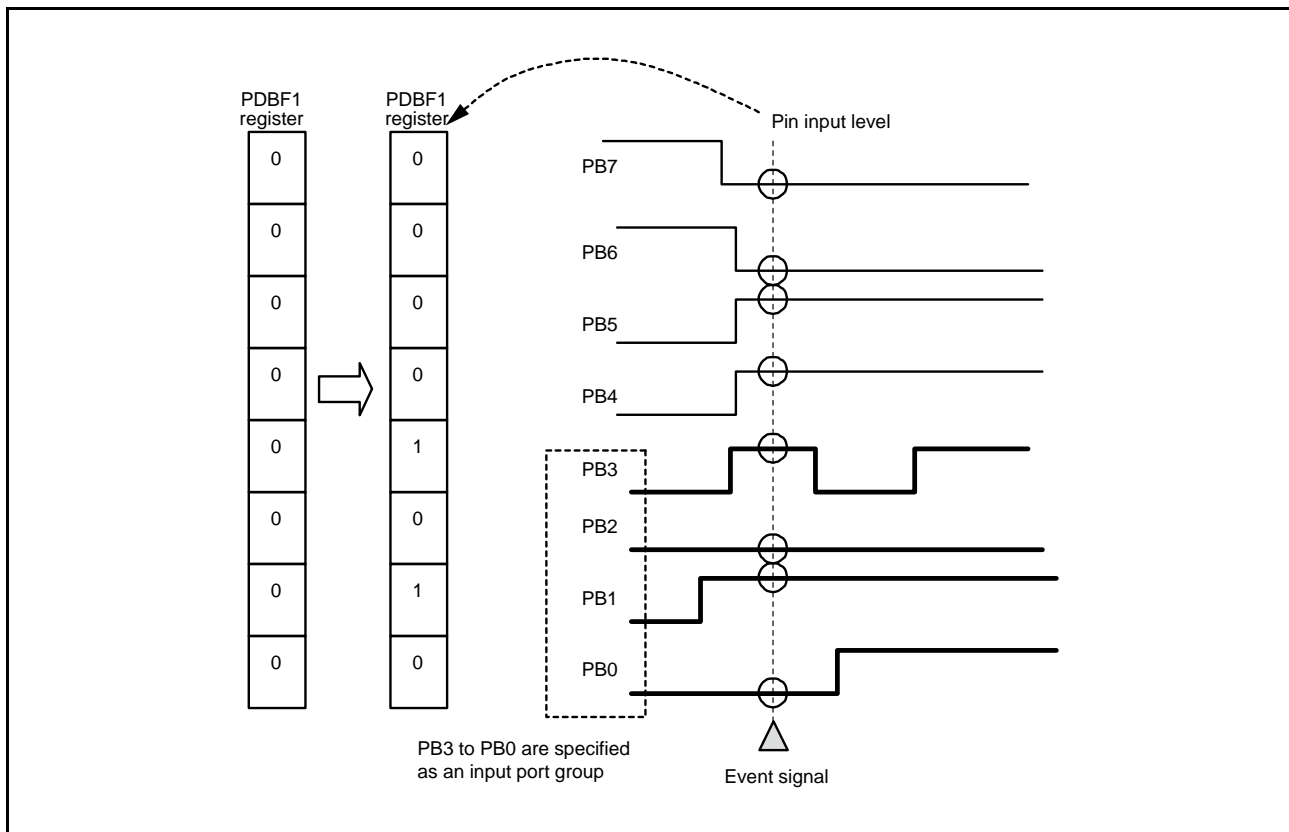 PDBF1
register
PDBF1
register
Pin input level
0
0
0
0
0
0
0
0
0
0
0
0
1
0
1
0
PB7
PB6
PB5
PB4
PB3
PB2
PB1
PB0
PB3 to PB0 are specified
as an input port group
Event signal